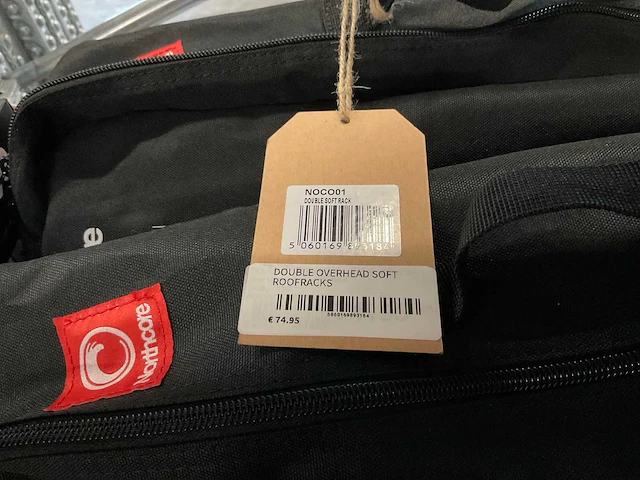 NOCO01
DOUBLE SOFT RACK
DOUBLE OVERHEAD SOFT
ROOFRACKS
€ 74.95
Northcore